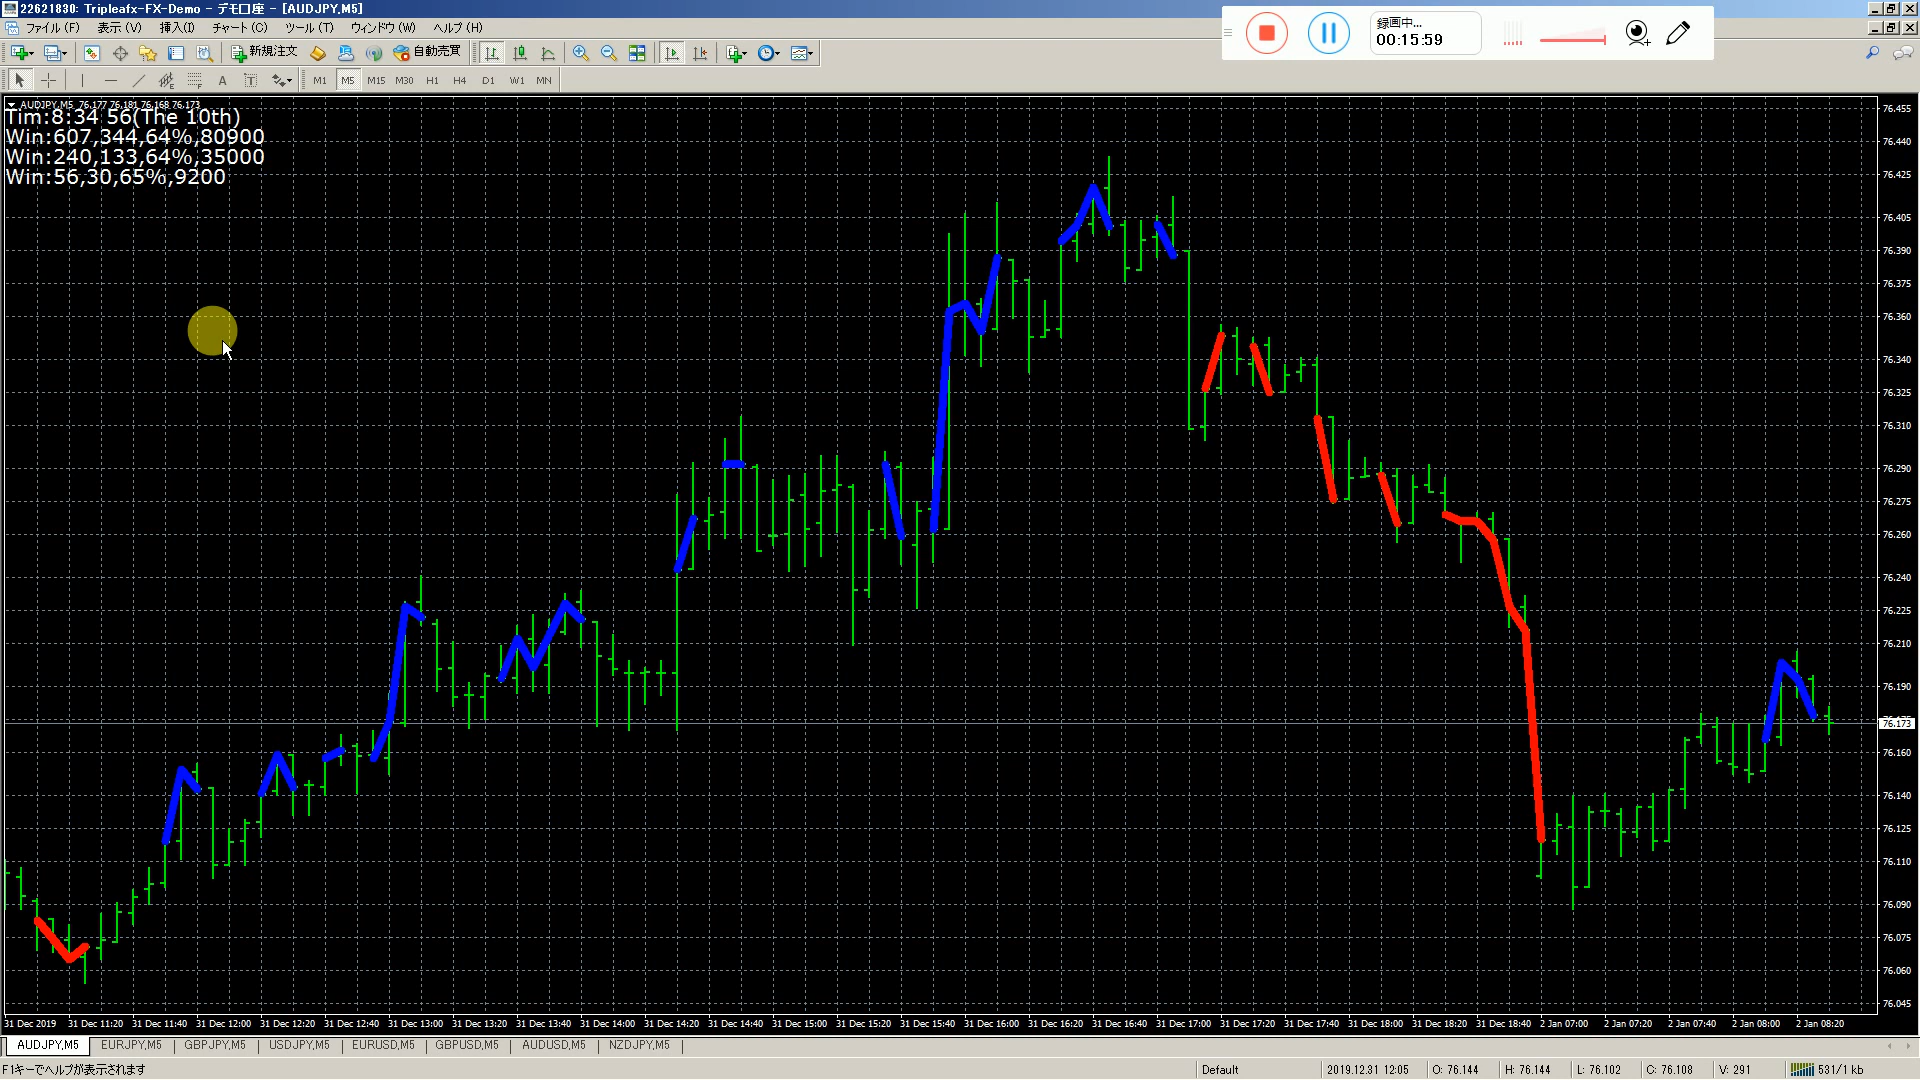 22621830: Tripleafx-FX-Demo - デモ口座 - [AUDJPY,M5]
ファイル (F) 表示 (V) 挿入(I) チャート (C) ツール (T) ウィンドウ (W) ヘルプ (H)
録画中...
00:15:59
新規注文 自動売買
A T M1 M5 M15 M30 H1 H4 D1 W1 MN
AUDJPY,M5 76.177 76.181 76.168 76.173
Tim:8:34 56(The 10th)
Win:607,344,64%,80900
Win:240,133,64%,35000
Win:56,30,65%,9200
76.455
76.440
76.425
76.405
76.390
76.375
76.360
76.340
76.325
76.310
76.290
76.275
76.260
76.240
76.225
76.210
76.190
76.173
76.160
76.140
76.125
76.110
76.090
76.075
76.060
76.045
31 Dec 2019 31 Dec 11:20 31 Dec 11:40 31 Dec 12:00 31 Dec 12:20 31 Dec 12:40 31 Dec 13:00 31 Dec 13:20 31 Dec 13:40 31 Dec 14:00 31 Dec 14:20 31 Dec 14:40 31 Dec 15:00 31 Dec 15:20 31 Dec 15:40 31 Dec 16:00 31 Dec 16:20 31 Dec 16:40 31 Dec 17:00 31 Dec 17:20 31 Dec 17:40 31 Dec 18:00 31 Dec 18:20 31 Dec 18:40 2 Jan 07:00 2 Jan 07:20 2 Jan 07:40 2 Jan 08:00 2 Jan 08:20
AUDJPY,M5 EURJPY,M5 GBPJPY,M5 USDJPY,M5 EURUSD,M5 GBPUSD,M5 AUDUSD,M5 NZDJPY,M5
F1キーでヘルプが表示されます Default 2019.12.31 12:05 O: 76.144 H: 76.144 L: 76.102 C: 76.108 V: 291 531/1 kb